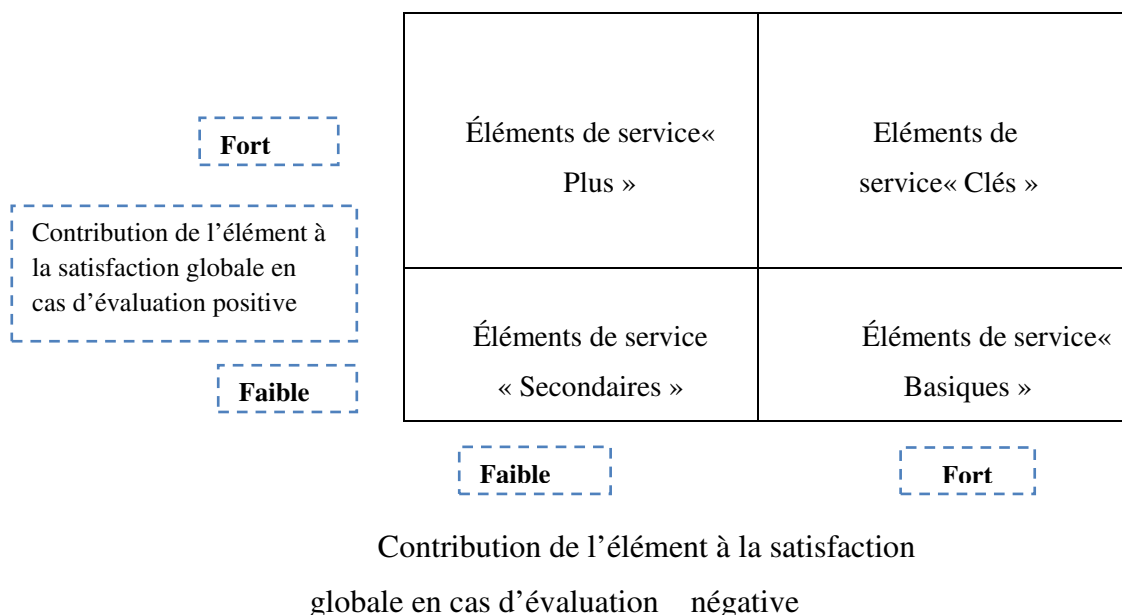 Fort
Éléments de service«
Plus »
Eléments de
service« Clés »
Contribution de l’élément à
la satisfaction globale en
cas d’évaluation positive
Faible
Éléments de service
« Secondaires »
Éléments de service«
Basiques »
Faible
Fort
Contribution de l’élément à la satisfaction
globale en cas d’évaluation négative